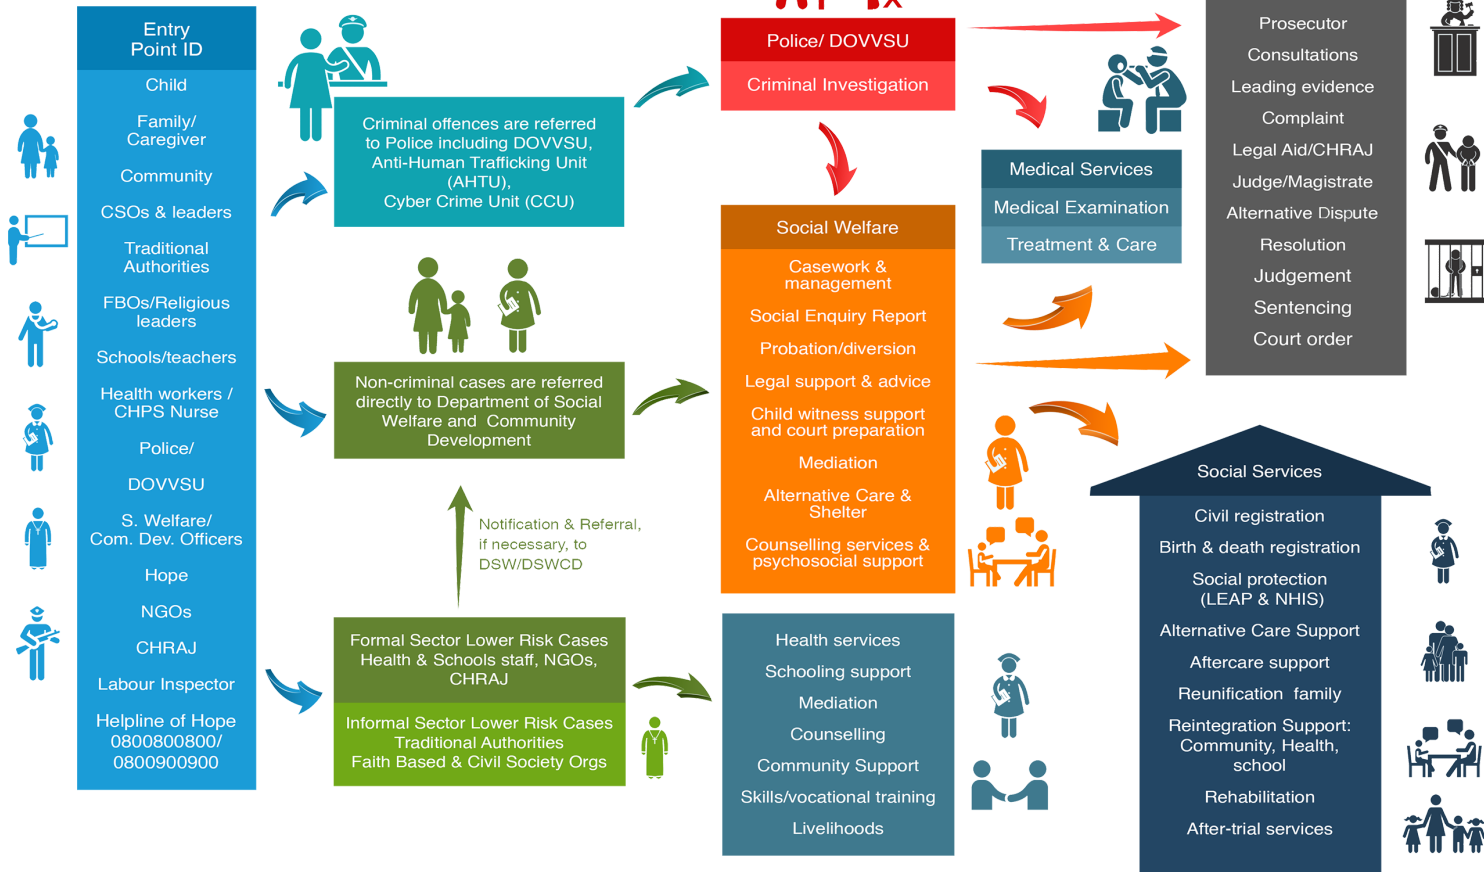 Entry
Point ID
Child
Family/
Caregiver
Community
CSOs & leaders
Traditional
Authorities
FBOs/Religious
leaders
Schools/teachers
Health workers /
CHPS Nurse
Police/
DOVVSU
S. Welfare/
Com. Dev. Officers
Hope
NGOs
CHRAJ
Labour Inspector
Helpline of Hope
0800800800/
0800900900
Criminal offences are referred
to Police including DOVVSU,
Anti-Human Trafficking Unit
(AHTU),
Cyber Crime Unit (CCU)
Non-criminal cases are referred
directly to Department of Social
Welfare and Community
Development
Notification & Referral,
if necessary, to
DSW/DSWCD
Formal Sector Lower Risk Cases
Health & Schools staff, NGOs,
CHRAJ
Informal Sector Lower Risk Cases
Traditional Authorities
Faith Based & Civil Society Orgs
Police/ DOVVSU
Criminal Investigation
Social Welfare
Casework &
management
Social Enquiry Report
Probation/diversion
Legal support & advice
Child witness support
and court preparation
Mediation
Alternative Care &
Shelter
Counselling services &
psychosocial support
Health services
Schooling support
Mediation
Counselling
Community Support
Skills/vocational training
Livelihoods
Medical Services
Medical Examination
Treatment & Care
Prosecutor
Consultations
Leading evidence
Complaint
Legal Aid/CHRAJ
Judge/Magistrate
Alternative Dispute
Resolution
Judgement
Sentencing
Court order
Social Services
Civil registration
Birth & death registration
Social protection
(LEAP & NHIS)
Alternative Care Support
Aftercare support
Reunification family
Reintegration Support:
Community, Health,
school
Rehabilitation
After-trial services